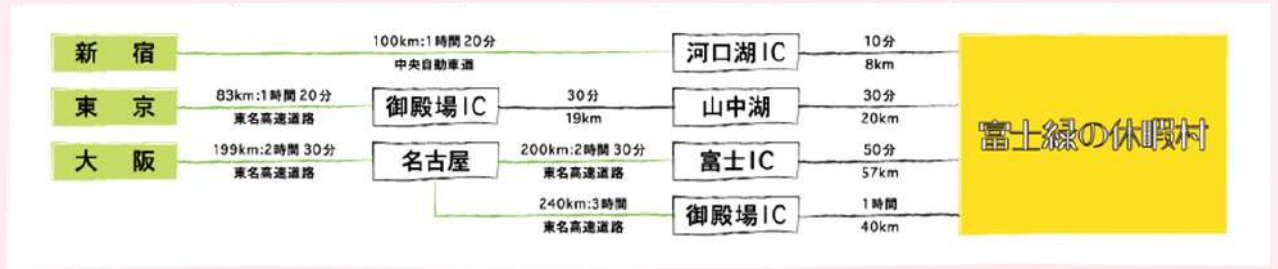 新宿
100km:1時間20分
中央自動車道
河口湖IC
10分
8km
東京
83km:1時間20分
東名高速道路
御殿場IC
30分
19km
山中湖
30分
20km
大阪
199km:2時間30分
東名高速道路
名古屋
200km:2時間30分
東名高速道路
富士IC
50分
57km
240km:3時間
東名高速道路
御殿場IC
1時間
40km
富士緑の休暇村